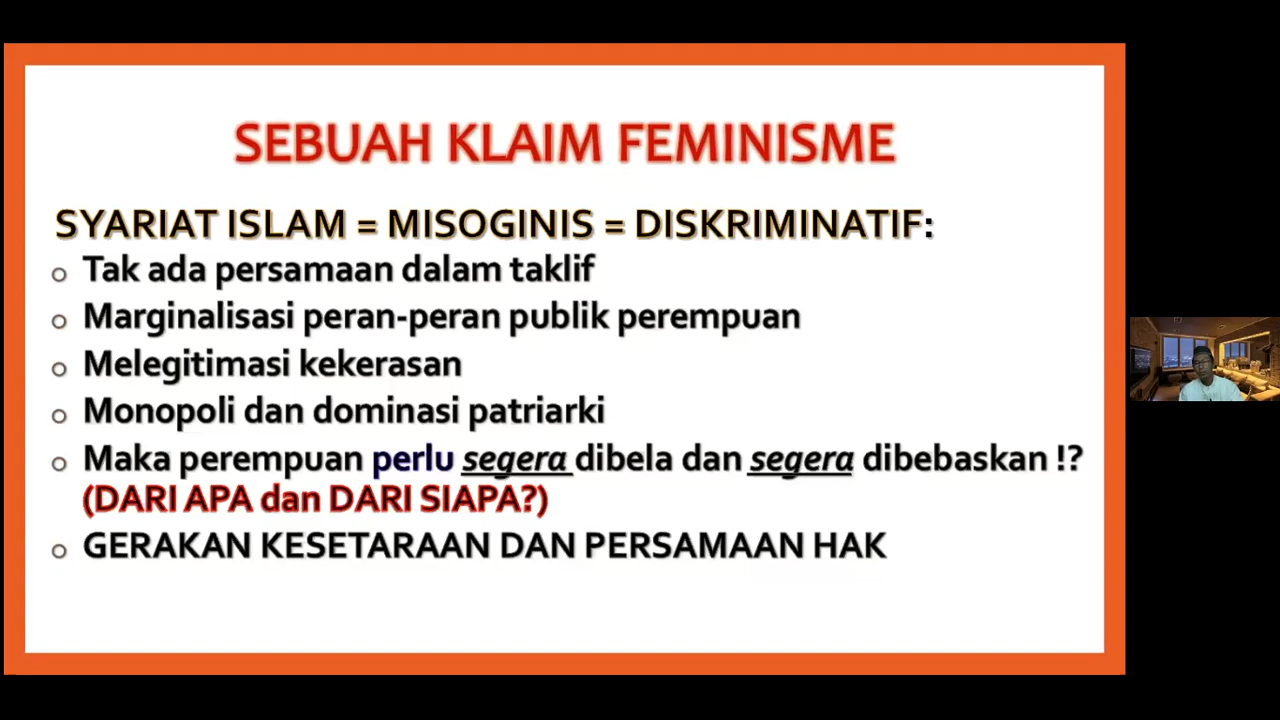 SEBUAH KLAIM FEMINISME
SYARIAT ISLAM = MISOGINIS = DISKRIMINATIF:
Tak ada persamaan dalam taklif
Marginalisasi peran-peran publik perempuan
Melegitimasi kekerasan
Monopoli dan dominasi patriarki
Maka perempuan perlu segera dibela dan segera dibebaskan !?
(DARI APA dan DARI SIAPA?)
GERAKAN KESETARAAN DAN PERSAMAAN HAK